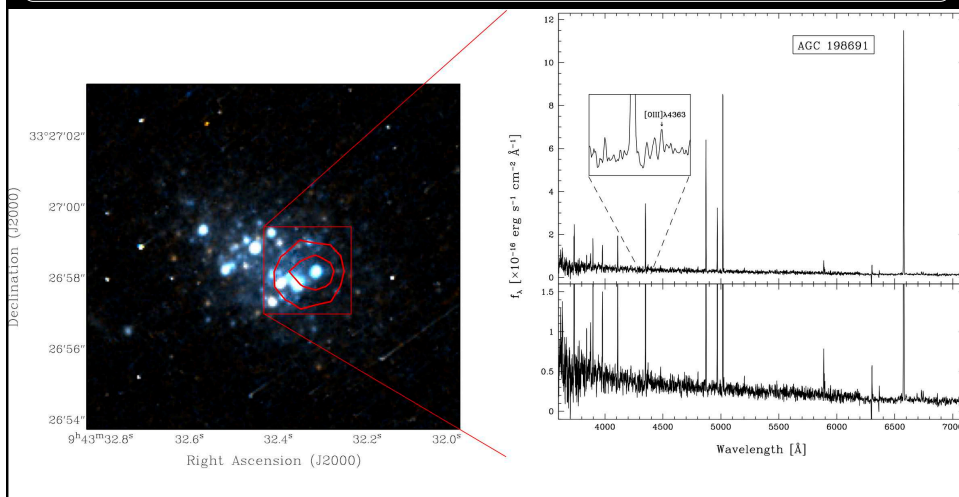 33°27′02″
27′00″
26′58″
26′56″
26′54″
Declination (J2000)
9ʰ43ᵐ32.8ˢ
32.6ˢ
32.4ˢ
32.2ˢ
32.0ˢ
Right Ascension (J2000)
AGC 198691
[OIII]λ4363
12
10
8
6
4
2
0
1.5
1
0.5
0
f_λ [×10⁻¹⁶ erg s⁻¹ cm⁻² Å⁻¹]
4000
4500
5000
5500
6000
6500
7000
Wavelength [Å]